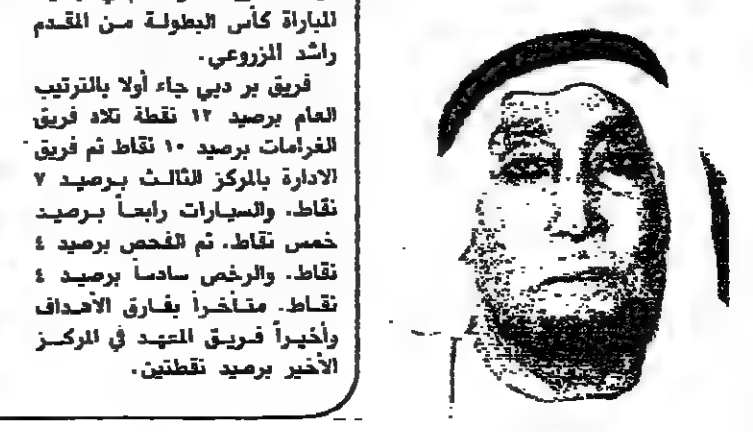 المباراة كأس البطولة من المقدم
راشد المزروعي.
فريق بر دبي جاء أولا بالترتيب
العام برصيد ١٢ نقطة تلاه فريق
الغرامات برصيد ١٠ نقاط ثم فريق
الادارة بالمركز الثالث برصيد ٧
نقاط. والسيارات رابعاً برصيد
خمس نقاط. ثم الفحص برصيد ٤
نقاط. والرخص سادساً برصيد ٤
نقاط. متأخراً بفارق الأهداف
وأخيراً فريق المتهد في المركز
الأخير برصيد نقطتين.